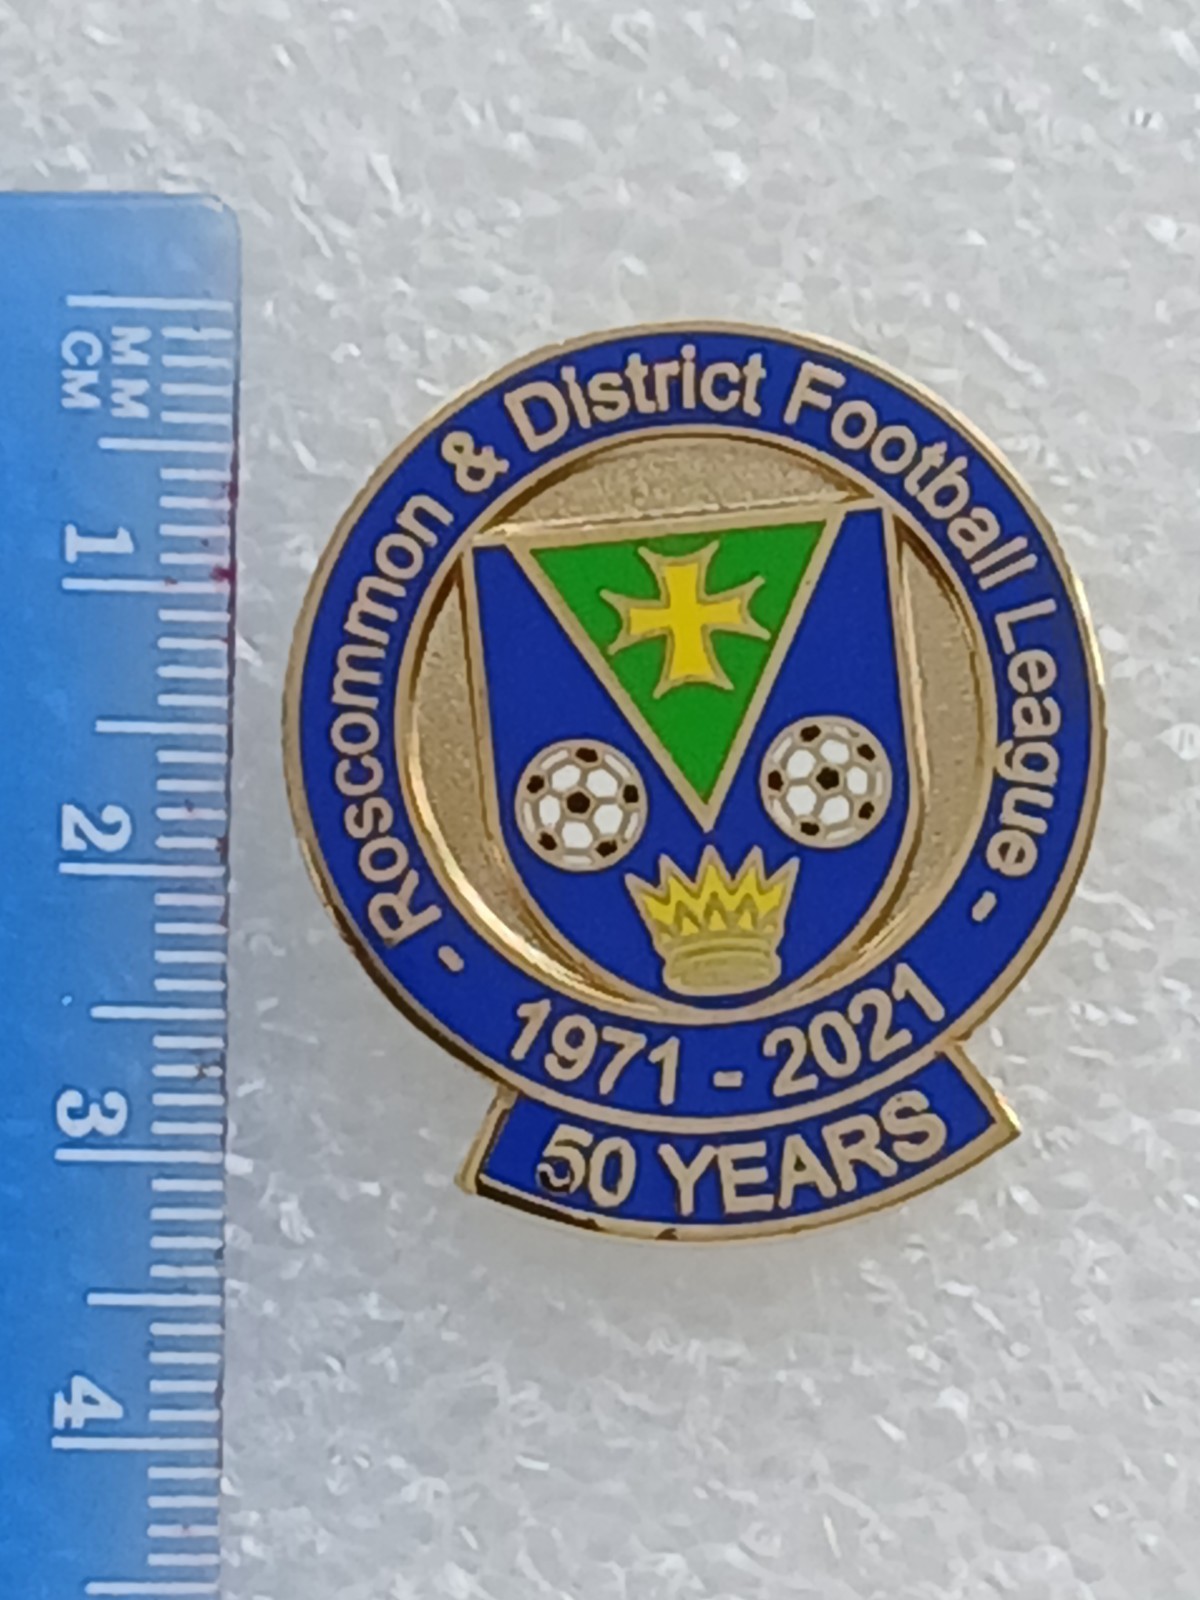 - Roscommon & District Football League -
1971 - 2021
50 YEARS
MM
CM
1
2
3
4